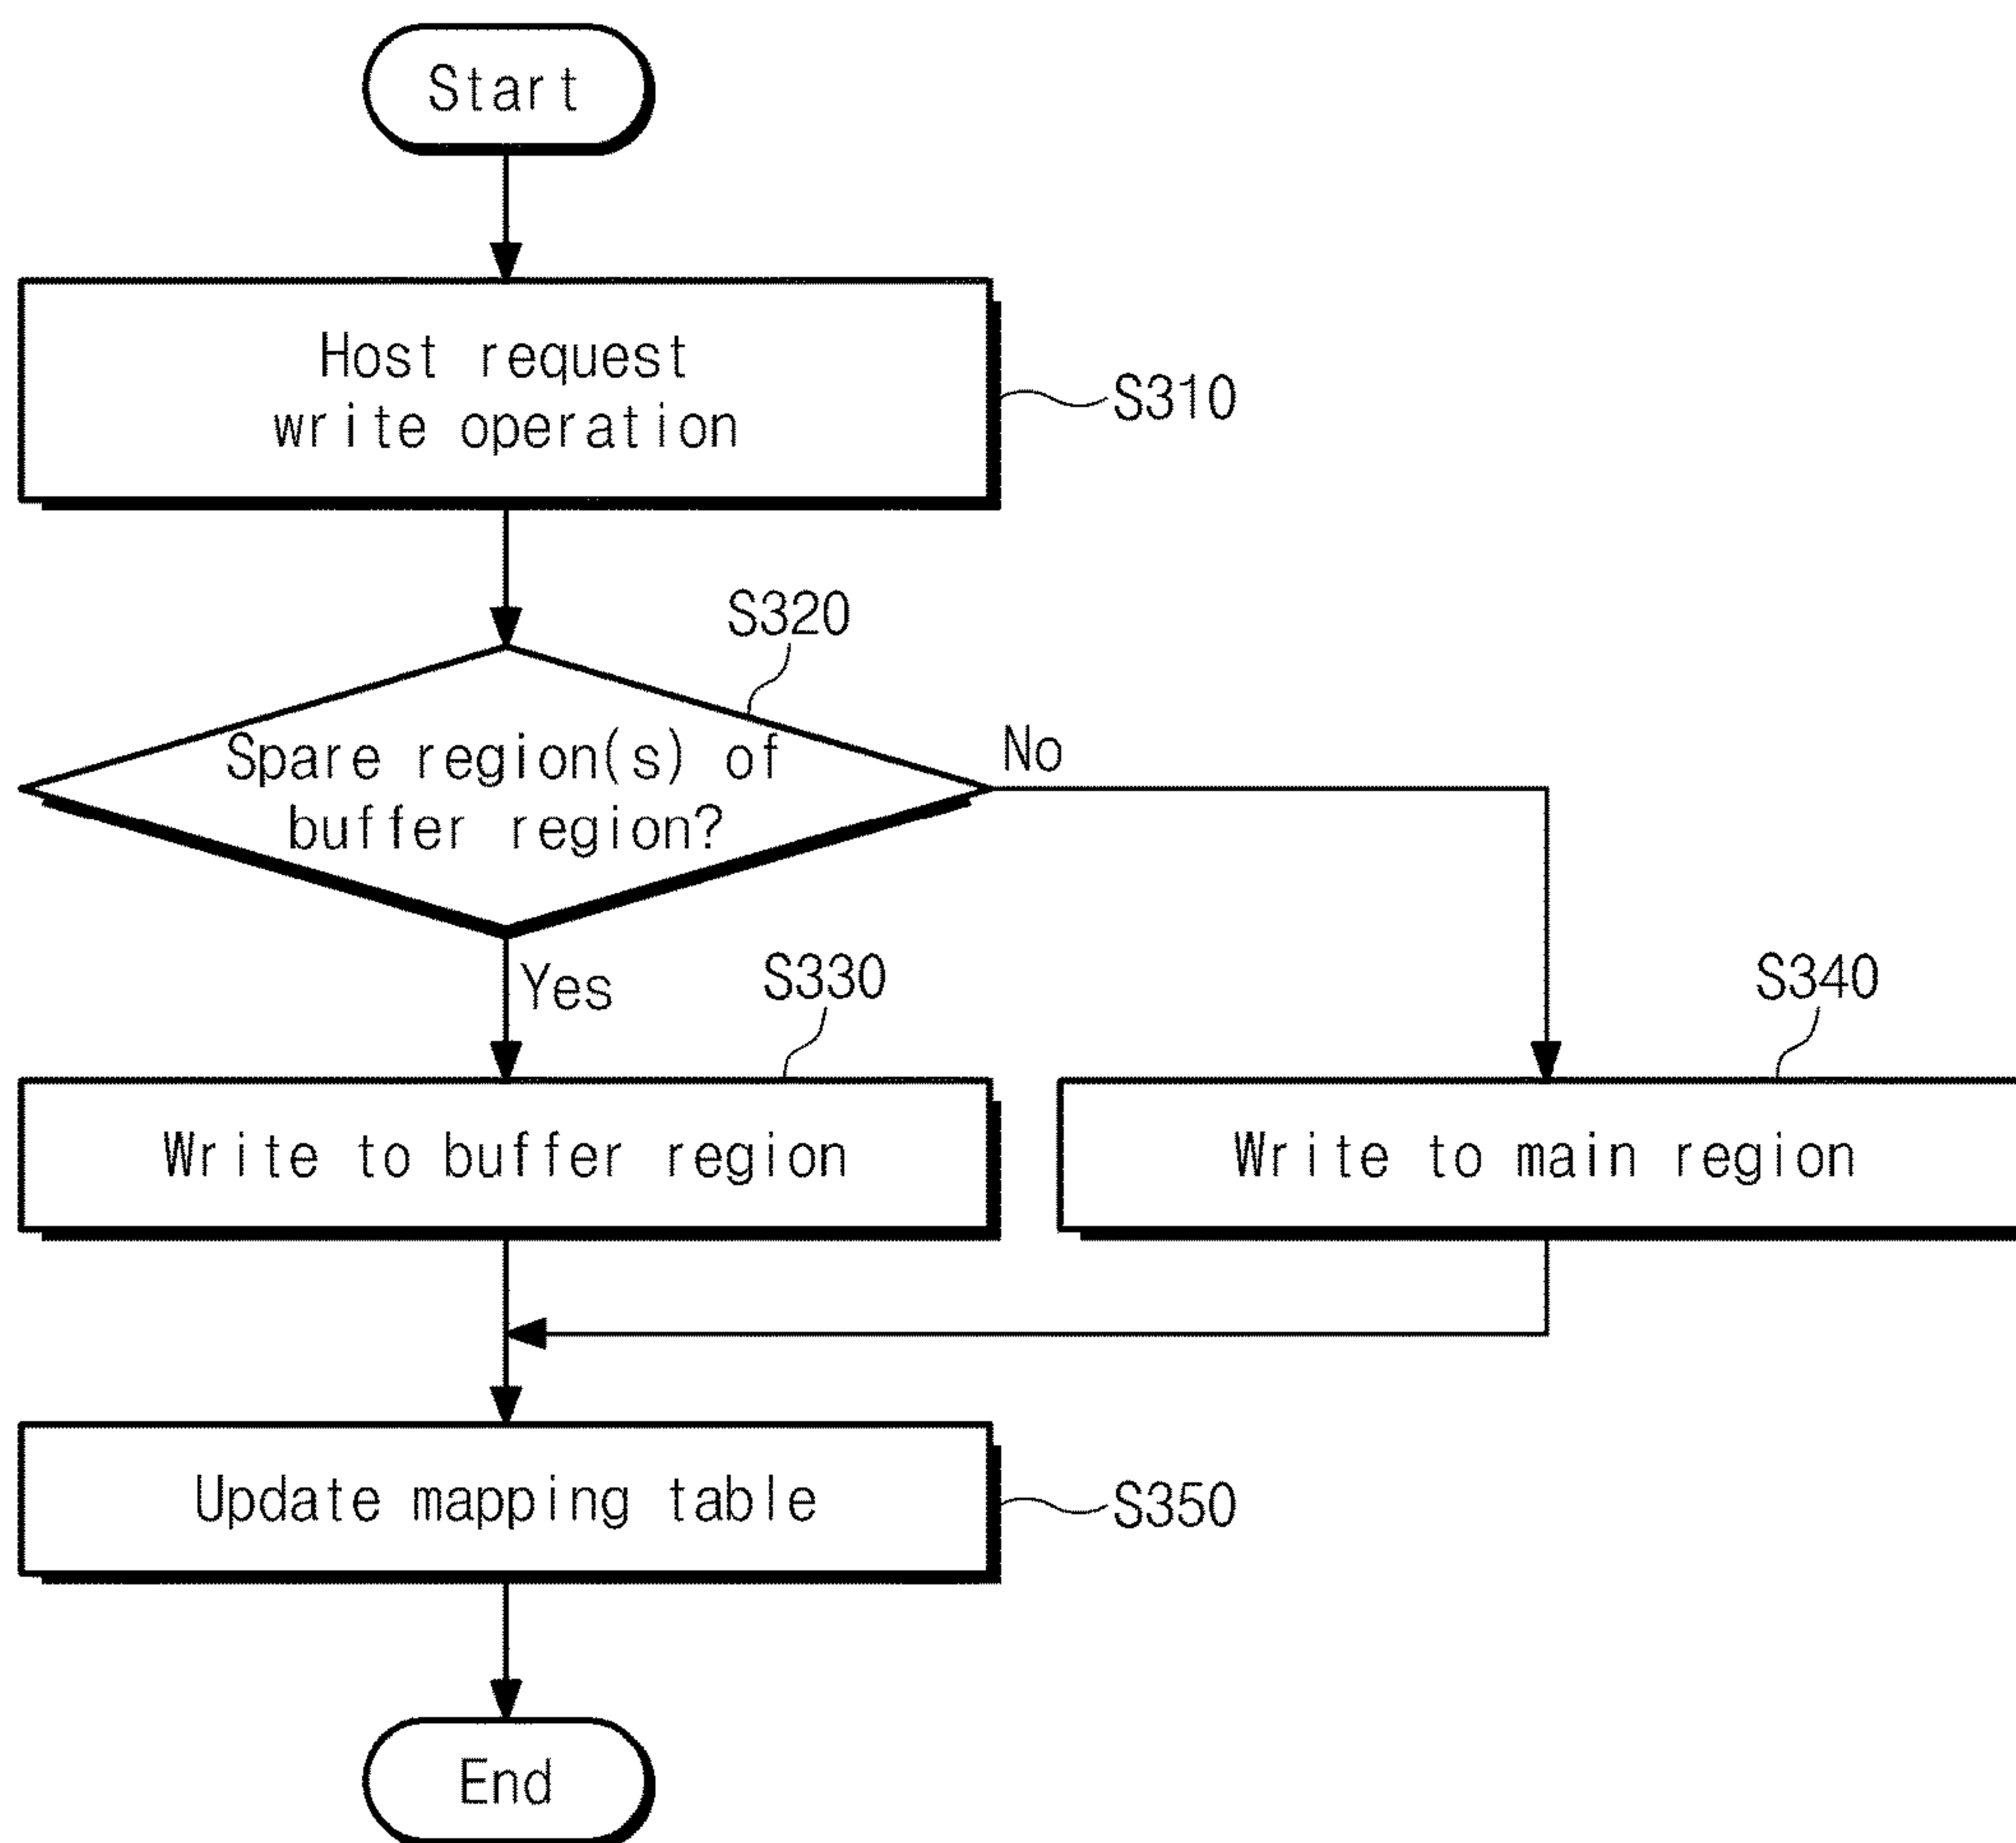 Start
Host request
write operation
S310
S320
Spare region(s) of
buffer region?
No
Yes
S330
S340
Write to buffer region
Write to main region
Update mapping table
S350
End